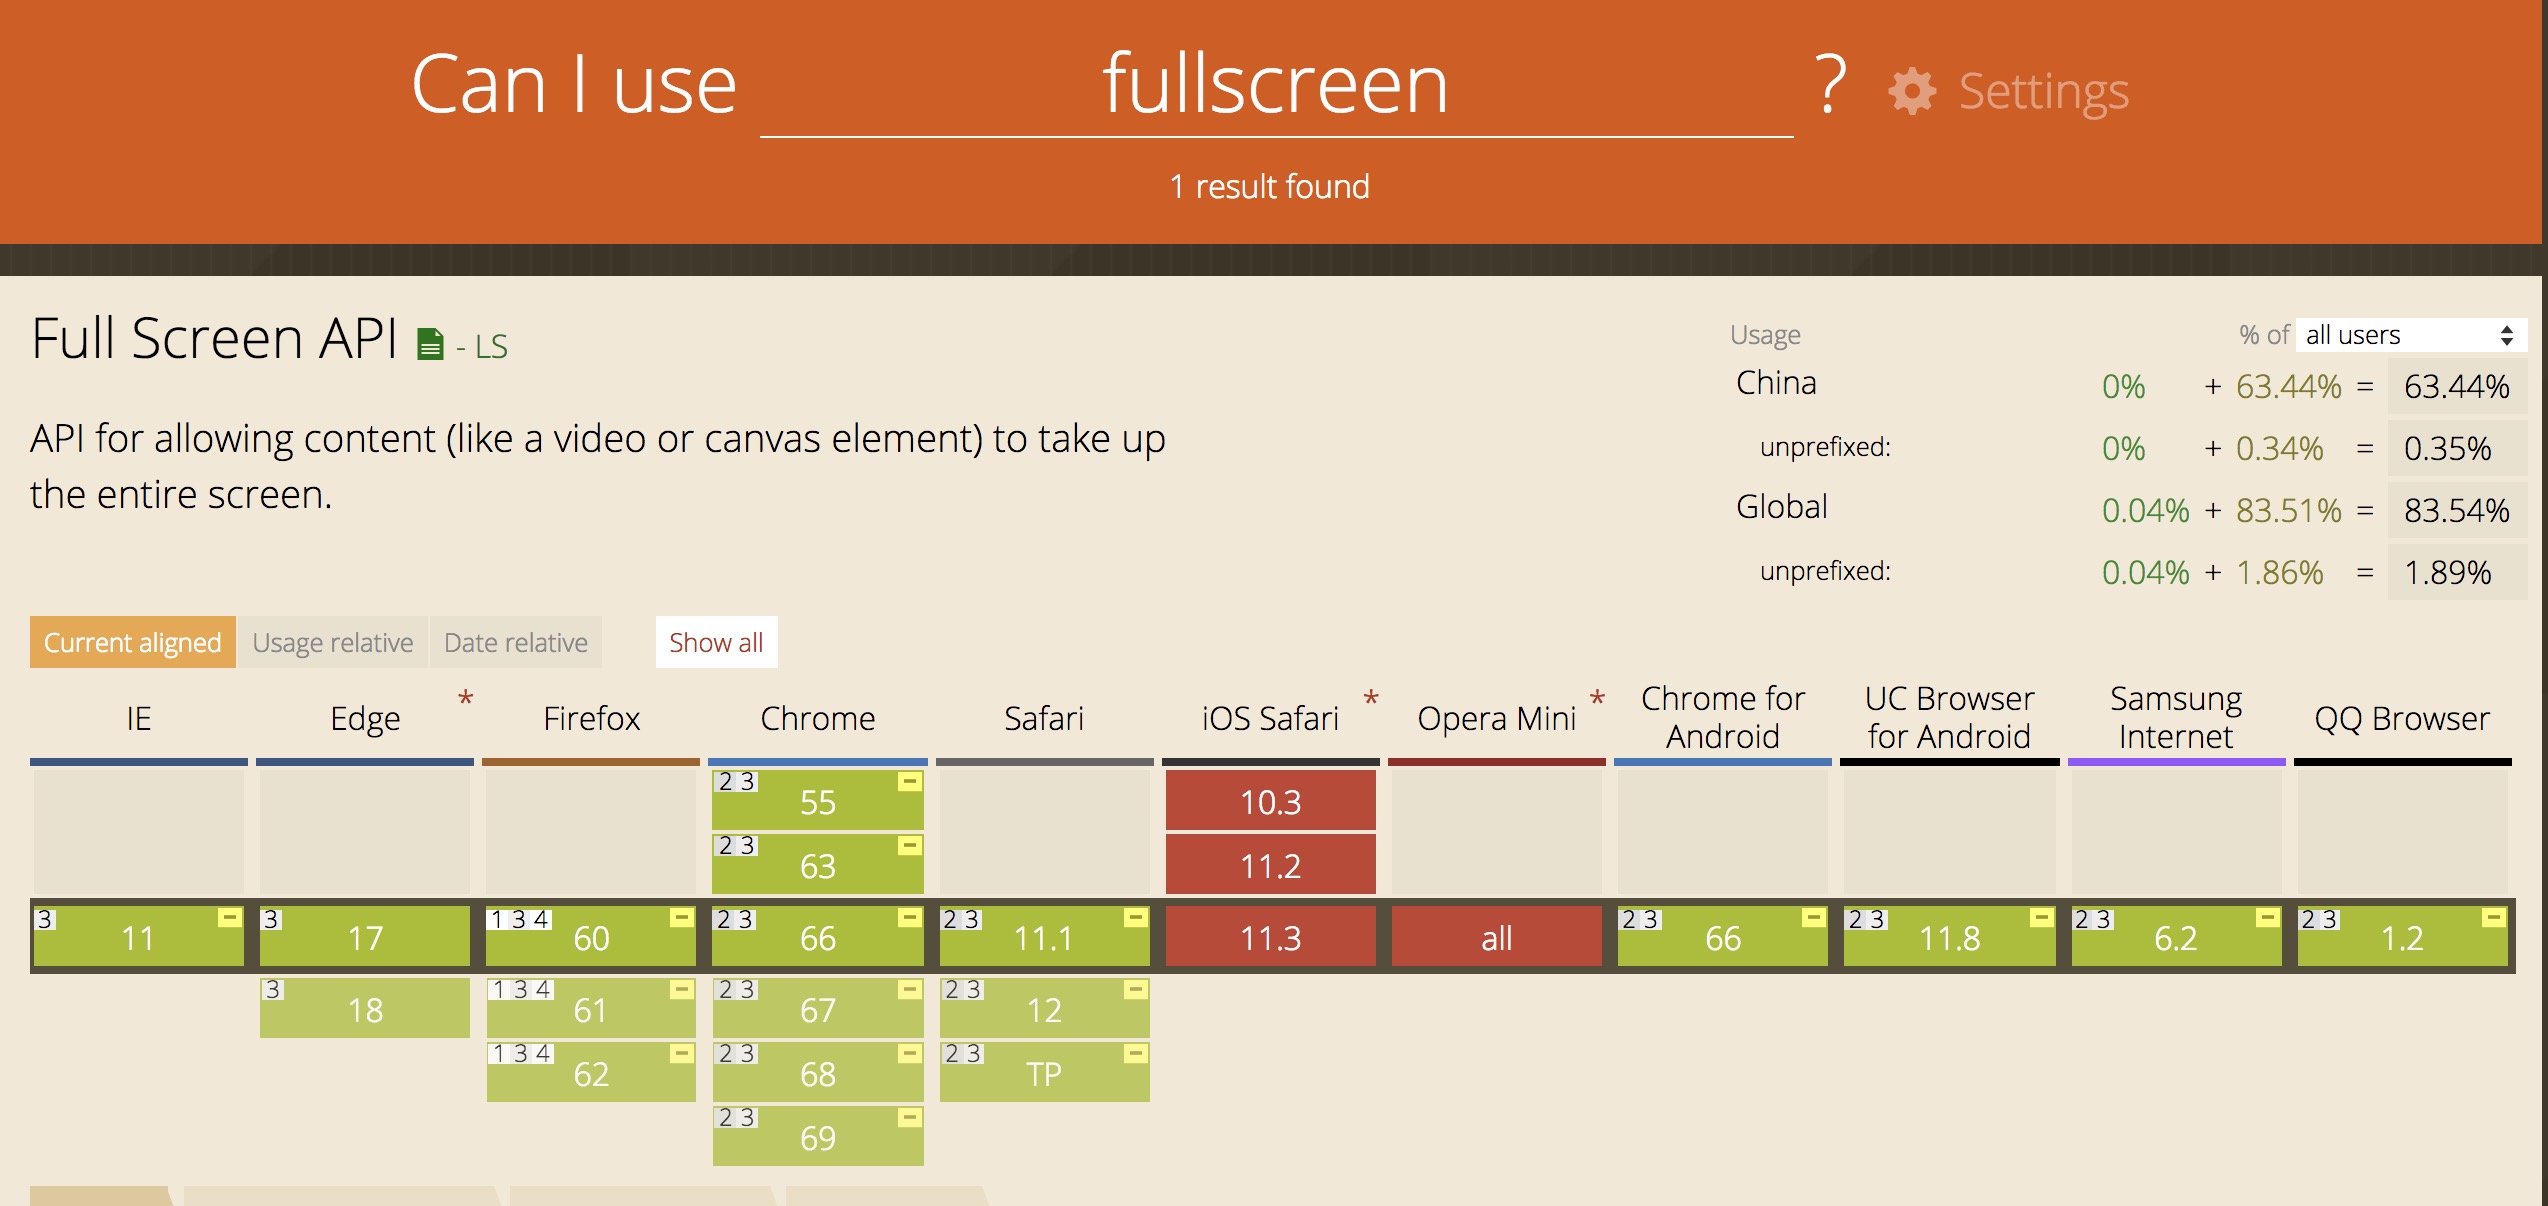 Can I use fullscreen ? Settings
1 result found
Full Screen API - LS
API for allowing content (like a video or canvas element) to take up
the entire screen.
Usage % of all users
China 0% + 63.44% = 63.44%
unprefixed: 0% + 0.34% = 0.35%
Global 0.04% + 83.51% = 83.54%
unprefixed: 0.04% + 1.86% = 1.89%
Current aligned Usage relative Date relative Show all
IE Edge * Firefox Chrome Safari iOS Safari * Opera Mini * Chrome for Android UC Browser for Android Samsung Internet QQ Browser
2 3 55 - 10.3
2 3 63 - 11.2
3 11 - 3 17 1 3 4 60 - 2 3 66 - 2 3 11.1 - 11.3 all 2 3 66 - 2 3 11.8 - 2 3 6.2 - 2 3 1.2 -
3 18 1 3 4 61 - 2 3 67 - 2 3 12 -
1 3 4 62 - 2 3 68 - 2 3 TP -
2 3 69 -